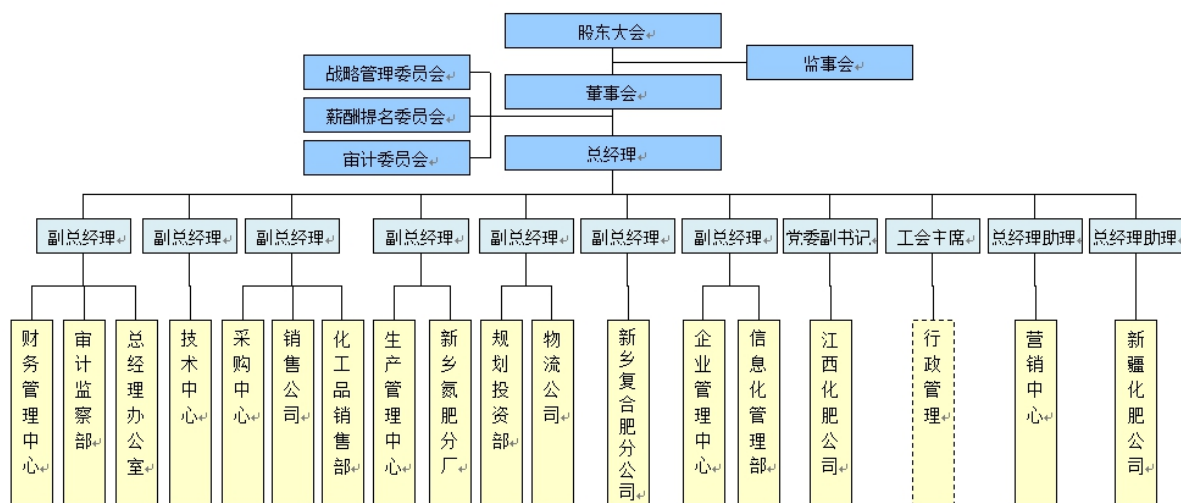 股东大会
监事会
战略管理委员会
董事会
薪酬提名委员会
审计委员会
总经理
副总经理
副总经理
副总经理
副总经理
副总经理
副总经理
副总经理
党委副书记
工会主席
总经理助理
总经理助理
财务管理中心
审计监察部
总经理办公室
技术中心
采购中心
销售公司
化工品销售部
生产管理中心
新乡氮肥分厂
规划投资部
物流公司
新乡复合肥分公司
企业管理中心
信息化管理部
江西化肥公司
行政管理
营销中心
新疆化肥公司